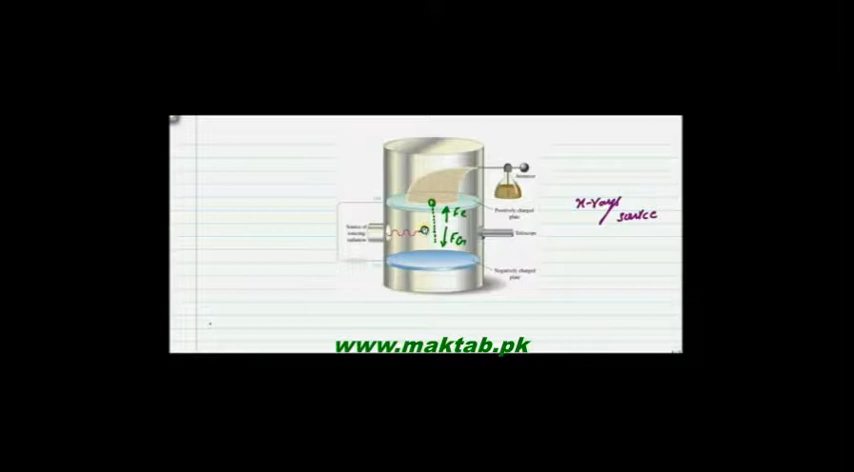 Atomizer
Positively charged
plate
Fe
x-rays
source
Source of
ionizing
radiation
FG
Telescope
Negatively charged
plate
www.maktab.pk